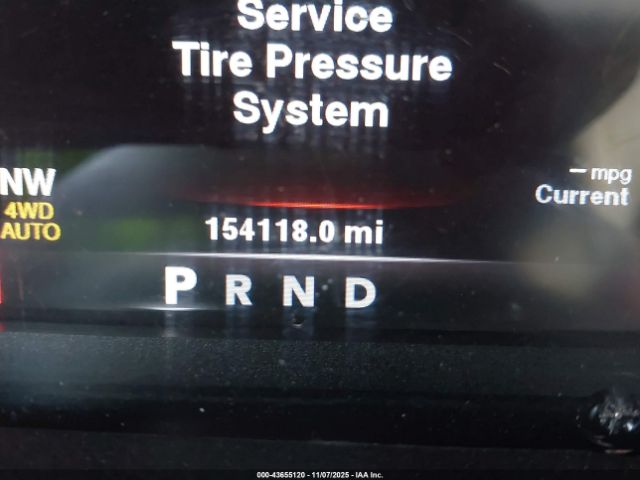 Service
Tire Pressure
System
NW
– mpg
4WD
Current
AUTO
154118.0 mi
P R N D
000-43655120 - 11/07/2025 - IAA Inc.